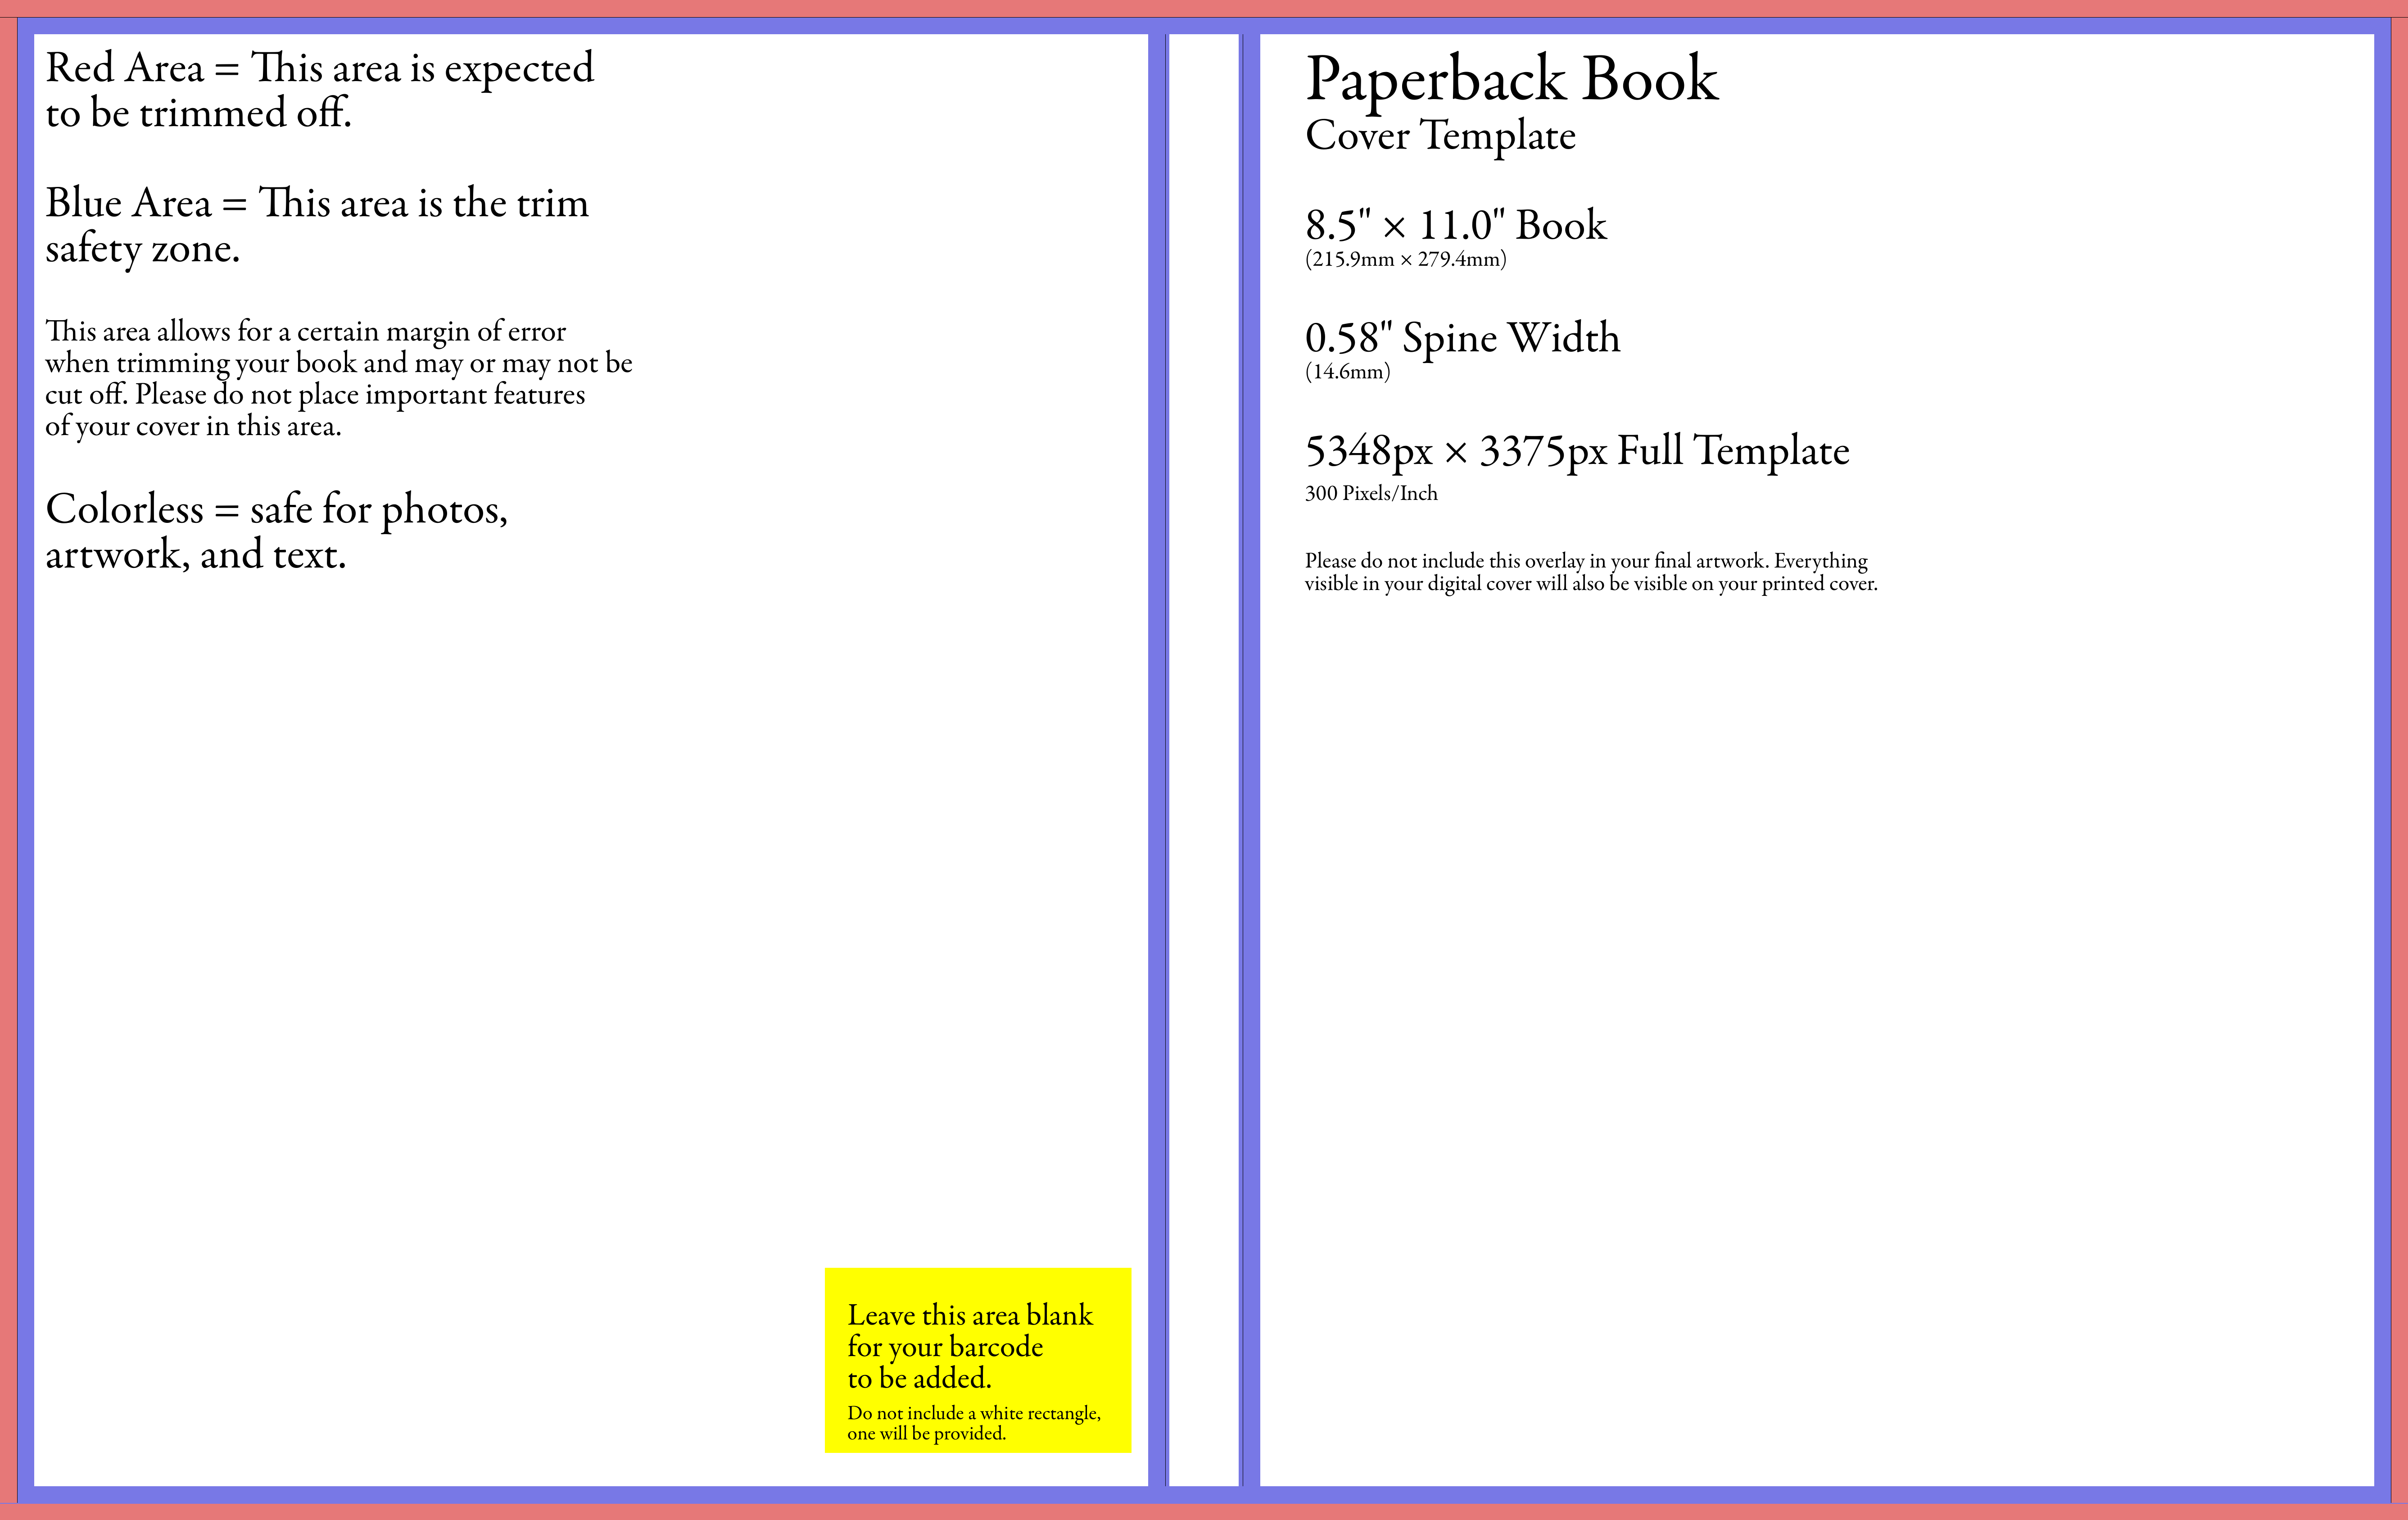 Red Area = This area is expected
to be trimmed off.
Blue Area = This area is the trim
safety zone.
This area allows for a certain margin of error
when trimming your book and may or may not be
cut off. Please do not place important features
of your cover in this area.
Colorless = safe for photos,
artwork, and text.
Leave this area blank
for your barcode
to be added.
Do not include a white rectangle,
one will be provided.
Paperback Book
Cover Template
8.5" × 11.0" Book
(215.9mm × 279.4mm)
0.58" Spine Width
(14.6mm)
5348px × 3375px Full Template
300 Pixels/Inch
Please do not include this overlay in your final artwork. Everything
visible in your digital cover will also be visible on your printed cover.